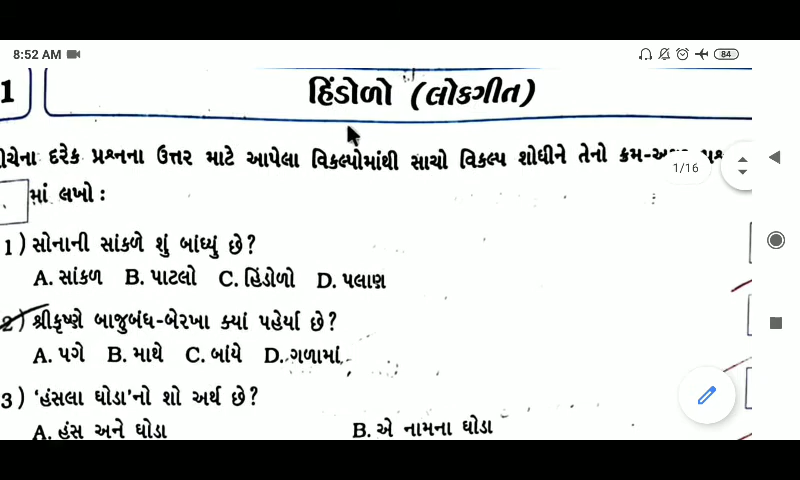 8:52 AM
84
1
હિંડોળો (લોકગીત)
નીચેના દરેક પ્રશ્નના ઉત્તર માટે આપેલા વિકલ્પોમાંથી સાચો વિકલ્પ શોધીને તેનો ક્રમ-અક્ષર
1/16
માં લખો :
1) સોનાની સાંકળે શું બાંધ્યું છે?
A. સાંકળ B. પાટલો C. હિંડોળો D. પલાણ
2) શ્રીકૃષ્ણે બાજુબંધ-બેરખા ક્યાં પહેર્યા છે?
A. પગે B. માથે C. બાંયે D. ગળામાં
3) 'હંસલા ઘોડા'નો શો અર્થ છે?
A. હંસ અને ઘોડા B. એ નામના ઘોડા